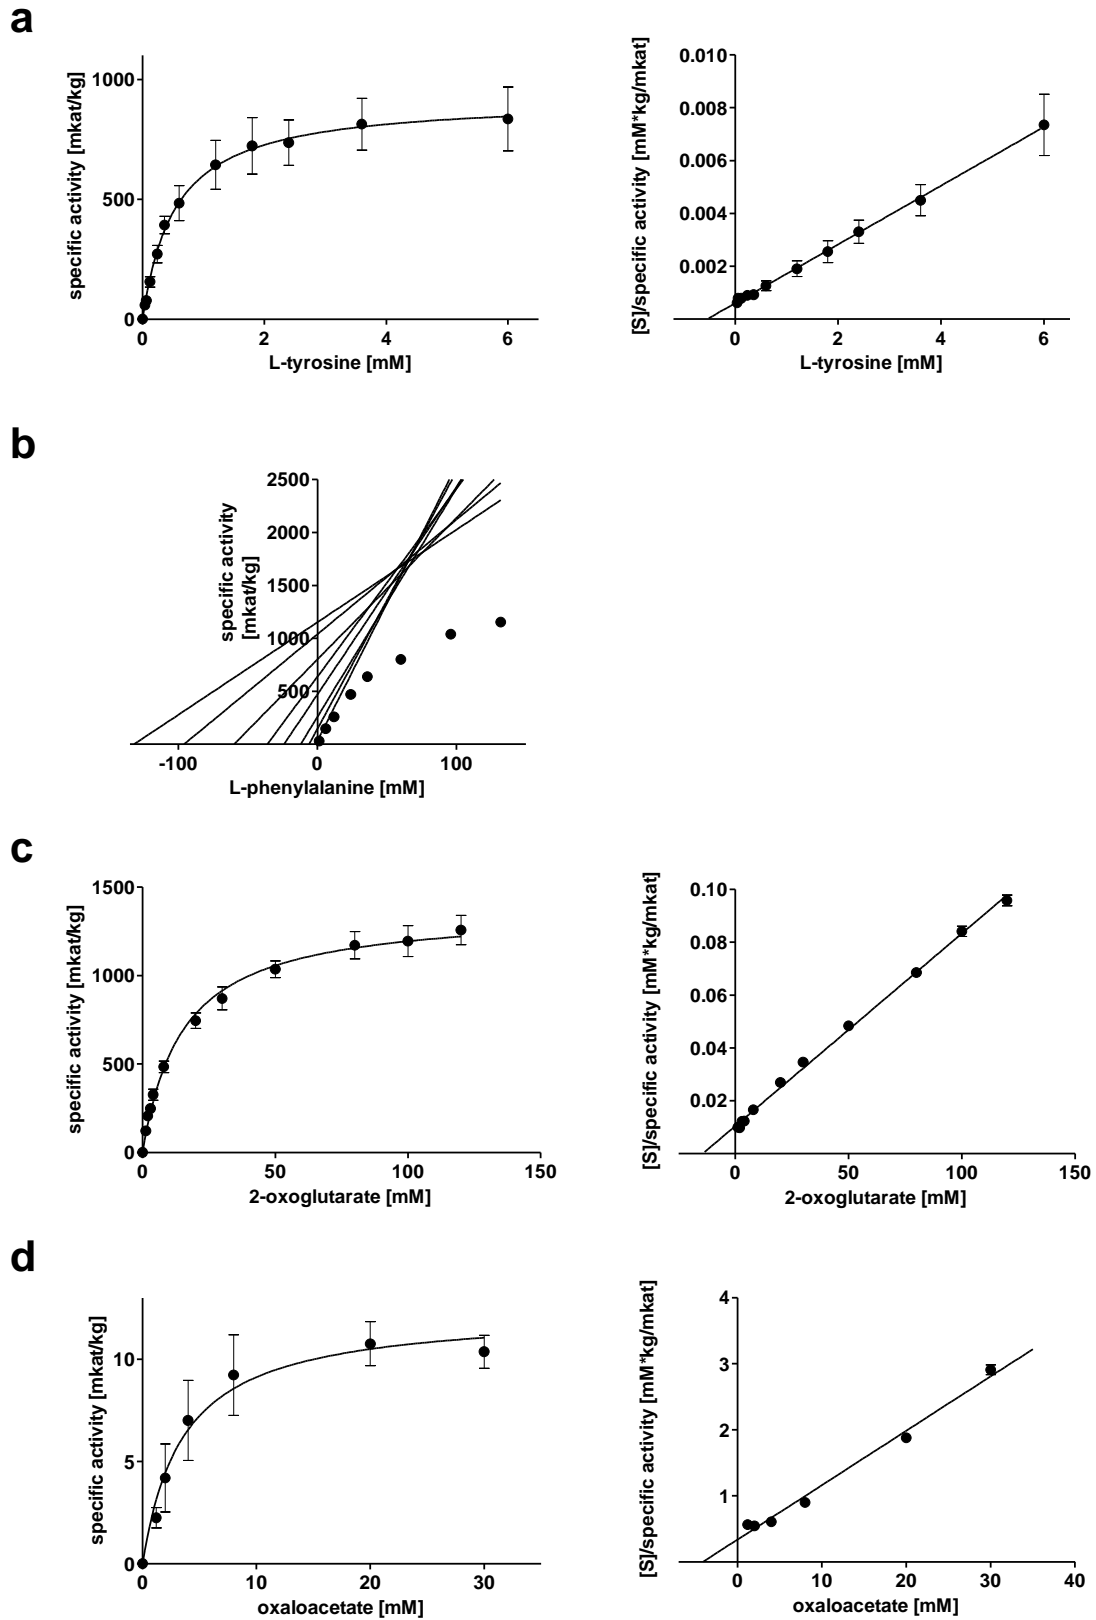 a
specific activity [mkat/kg]
1000
500
0
0 2 4 6
L-tyrosine [mM]
[S]/specific activity [mM*kg/mkat]
0.010
0.008
0.006
0.004
0.002
0 2 4 6
L-tyrosine [mM]
b
specific activity
[mkat/kg]
2500
2000
1500
1000
500
-100 0 100
L-phenylalanine [mM]
c
specific activity [mkat/kg]
1500
1000
500
0
0 50 100 150
2-oxoglutarate [mM]
[S]/specific activity [mM*kg/mkat]
0.10
0.08
0.06
0.04
0.02
0 50 100 150
2-oxoglutarate [mM]
d
specific activity [mkat/kg]
10
5
0
0 10 20 30
oxaloacetate [mM]
[S]/specific activity [mM*kg/mkat]
4
3
2
1
0 10 20 30 40
oxaloacetate [mM]